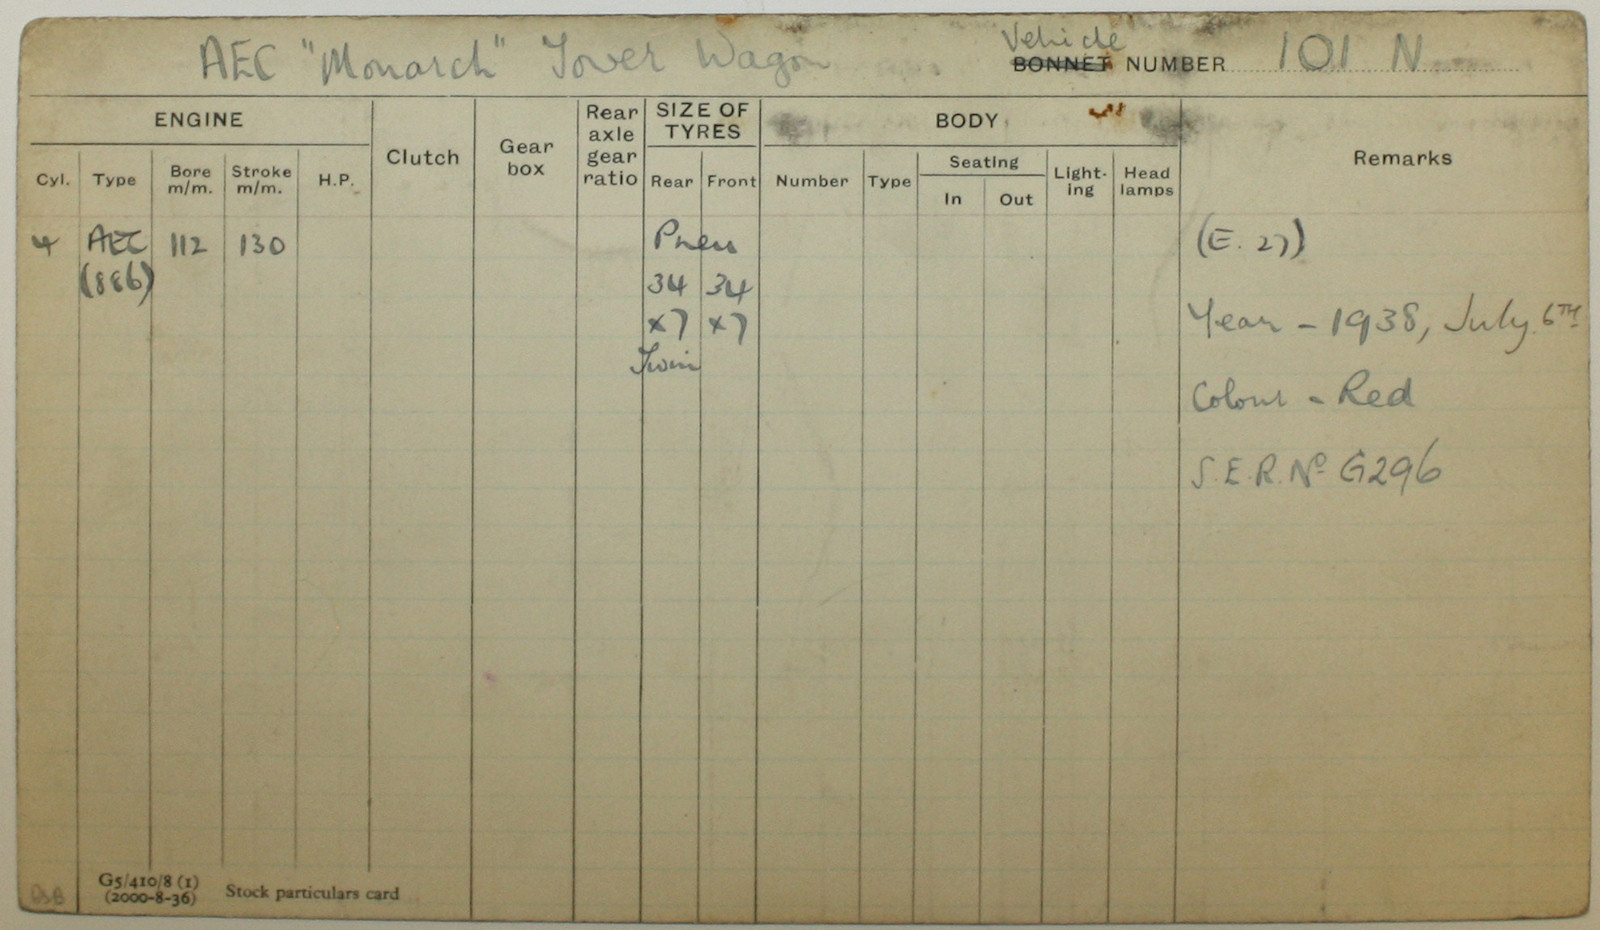 AEC "Monarch" Tower Wagon
Vehicle
BONNET NUMBER 101 N
ENGINE
Clutch
Gear box
Rear axle gear ratio
SIZE OF TYRES
BODY
Remarks
Cyl.
Type
Bore m/m.
Stroke m/m.
H.P.
Rear
Front
Number
Type
Seating
In
Out
Light-ing
Head lamps
4 AEC 112 130 Pneu (E. 27)
(886) 34 34
x7 x7 Year - 1938, July 6TH
Twin
Colour - Red
S.E.R. No G296
G5/410/8 (1)
(2000-8-36) Stock particulars card